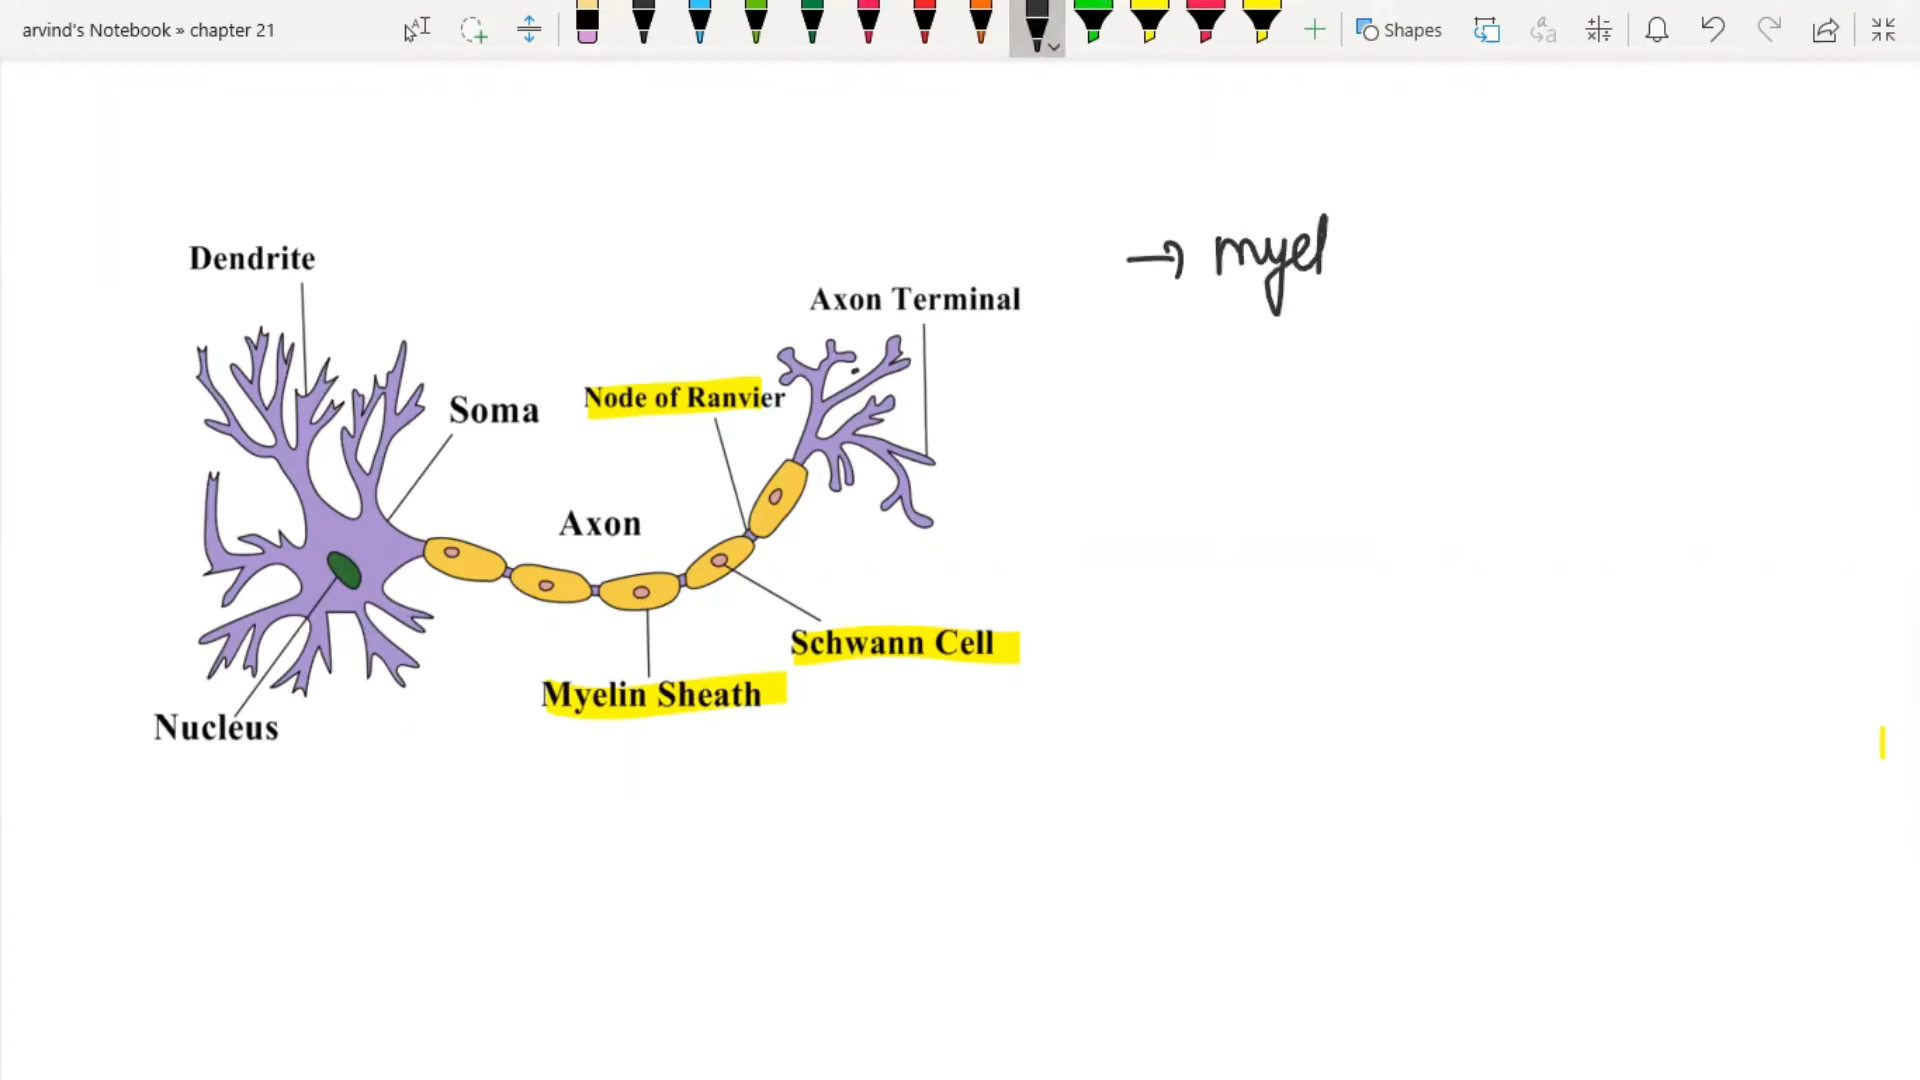 arvind's Notebook » chapter 21
Shapes
Dendrite
→ myel
Axon Terminal
Node of Ranvier
Soma
Axon
Schwann Cell
Myelin Sheath
Nucleus